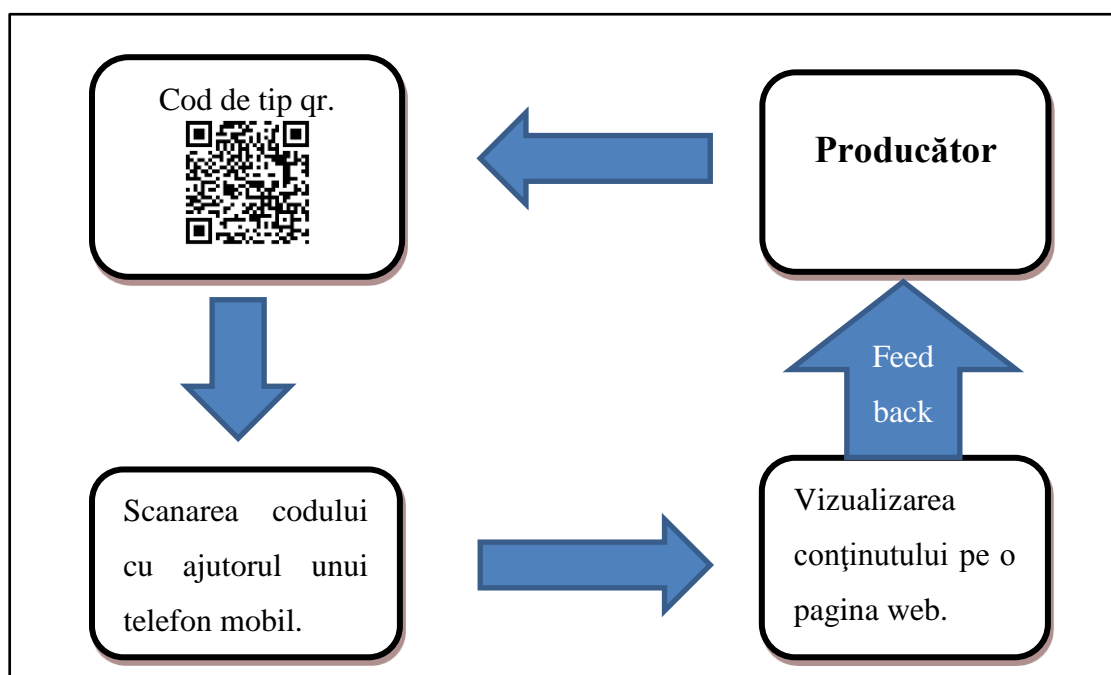 Cod de tip qr.
Producător
Feed
back
Scanarea codului
cu ajutorul unui
telefon mobil.
Vizualizarea
conţinutului pe o
pagina web.